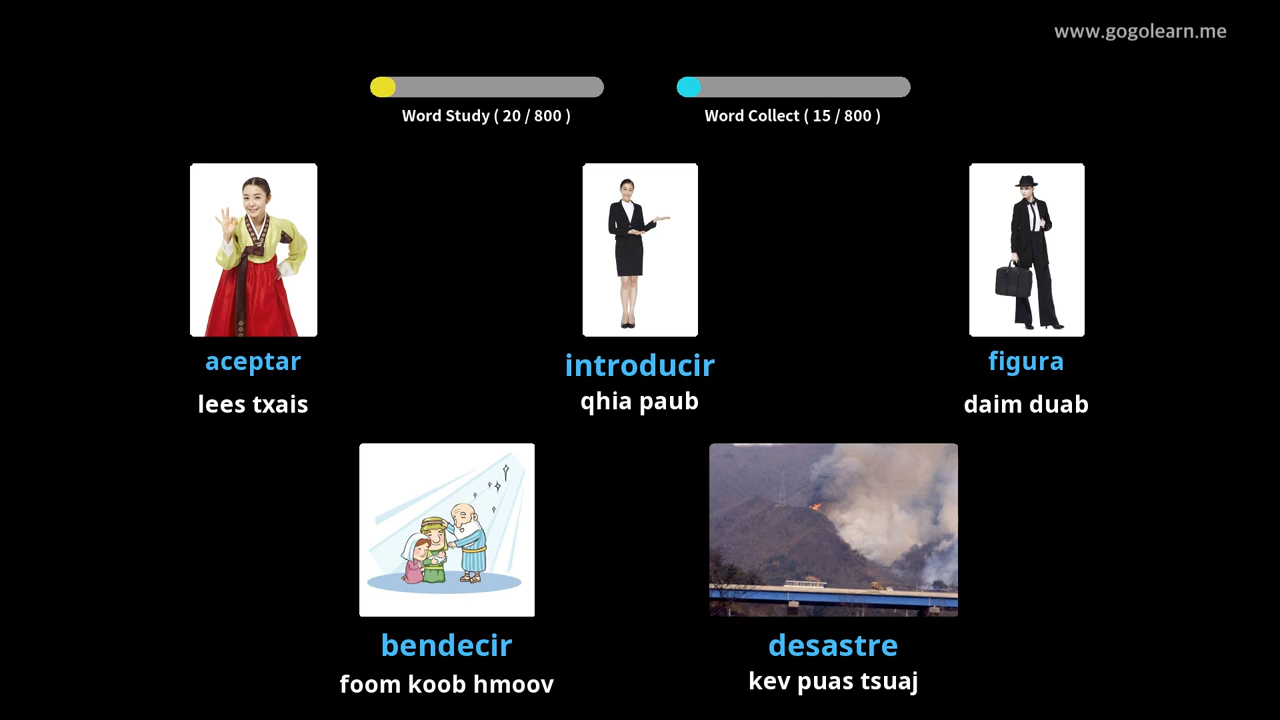 www.gogolearn.me
Word Study ( 20 / 800 )
Word Collect ( 15 / 800 )
aceptar
lees txais
introducir
qhia paub
figura
daim duab
bendecir
foom koob hmoov
desastre
kev puas tsuaj